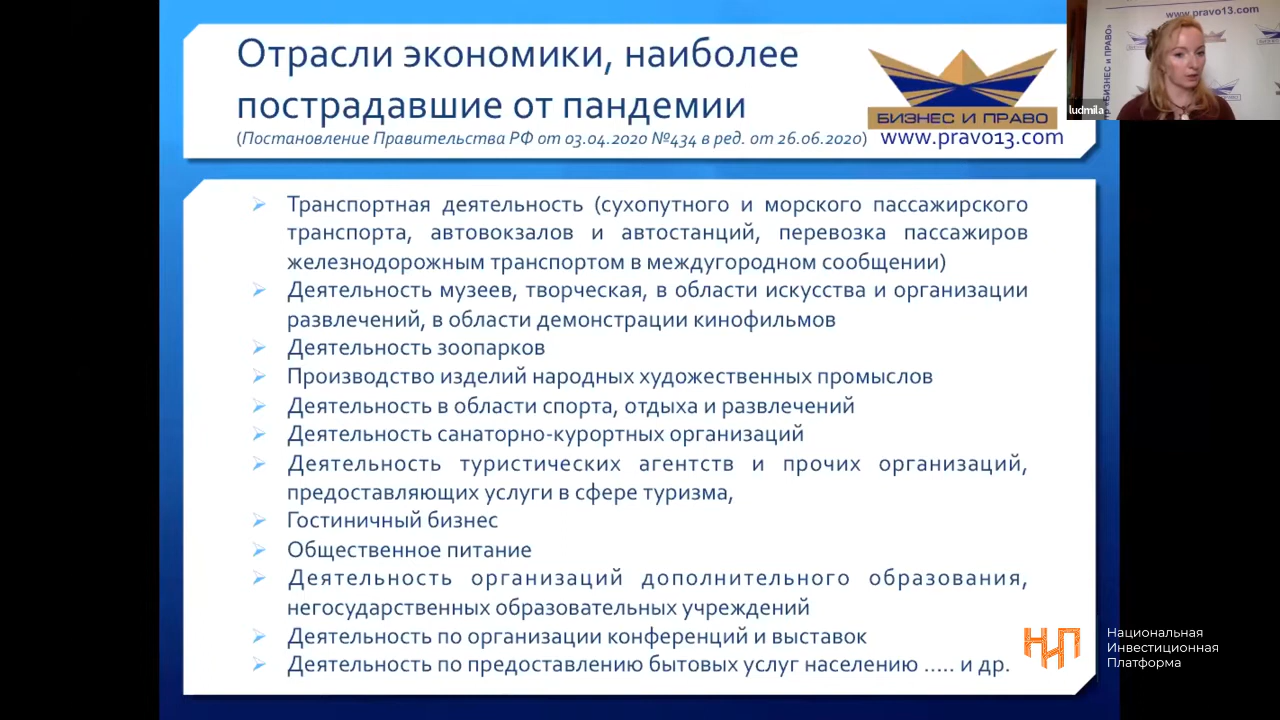 Отрасли экономики, наиболее
пострадавшие от пандемии
(Постановление Правительства РФ от 03.04.2020 №434 в ред. от 26.06.2020)
БИЗНЕС И ПРАВО
www.pravo13.com
www.pravo13.com
«БИЗНЕС и ПРАВО»
ludmila
Транспортная деятельность (сухопутного и морского пассажирского
транспорта, автовокзалов и автостанций, перевозка пассажиров
железнодорожным транспортом в междугородном сообщении)
Деятельность музеев, творческая, в области искусства и организации
развлечений, в области демонстрации кинофильмов
Деятельность зоопарков
Производство изделий народных художественных промыслов
Деятельность в области спорта, отдыха и развлечений
Деятельность санаторно-курортных организаций
Деятельность туристических агентств и прочих организаций,
предоставляющих услуги в сфере туризма,
Гостиничный бизнес
Общественное питание
Деятельность организаций дополнительного образования,
негосударственных образовательных учреждений
Деятельность по организации конференций и выставок
Деятельность по предоставлению бытовых услуг населению ..... и др.
НИП
Национальная
Инвестиционная
Платформа